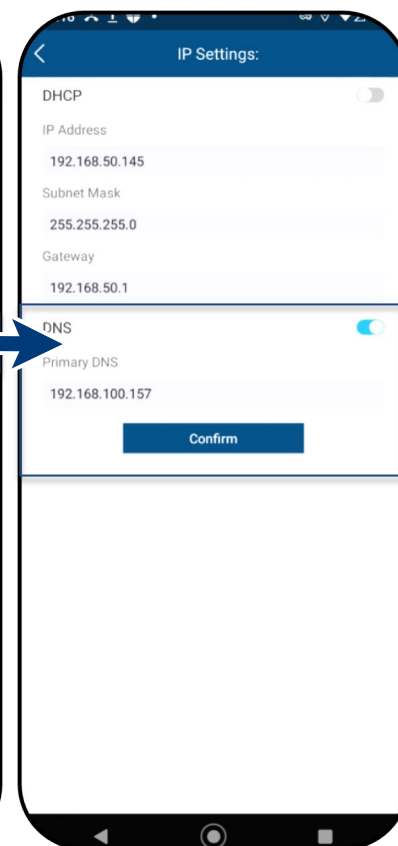 IP Settings:
DHCP
IP Address
192.168.50.145
Subnet Mask
255.255.255.0
Gateway
192.168.50.1
DNS
Primary DNS
192.168.100.157
Confirm